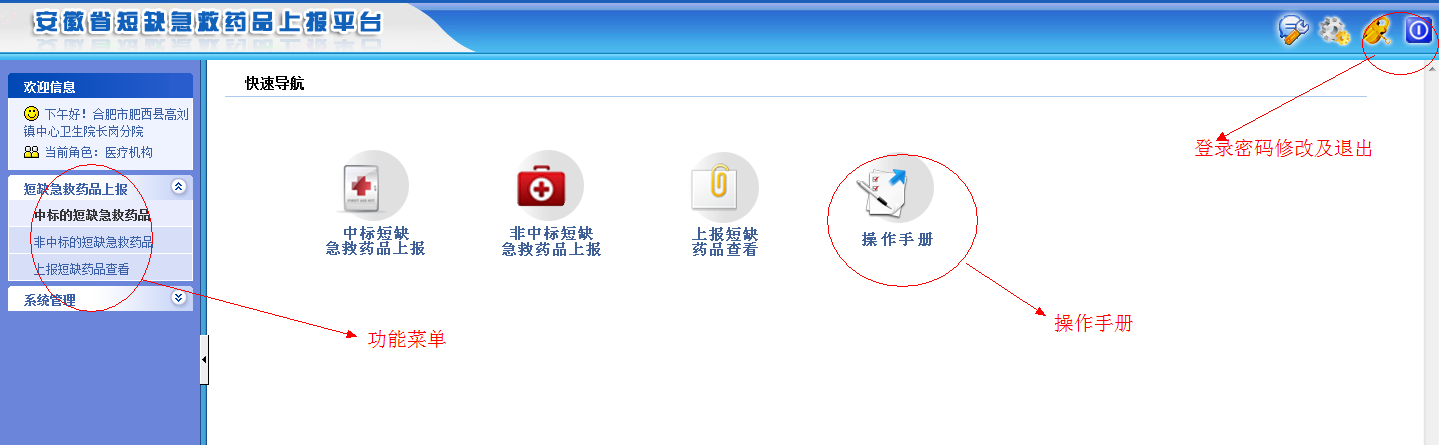 安徽省短缺急救药品上报平台
欢迎信息
下午好！合肥市肥西县高刘
镇中心卫生院长岗分院
当前角色：医疗机构
短缺急救药品上报
中标的短缺急救药品
非中标的短缺急救药品
上报短缺药品查看
系统管理
快速导航
中标短缺
急救药品上报
非中标短缺
急救药品上报
上报短缺
药品查看
操作手册
登录密码修改及退出
操作手册
功能菜单